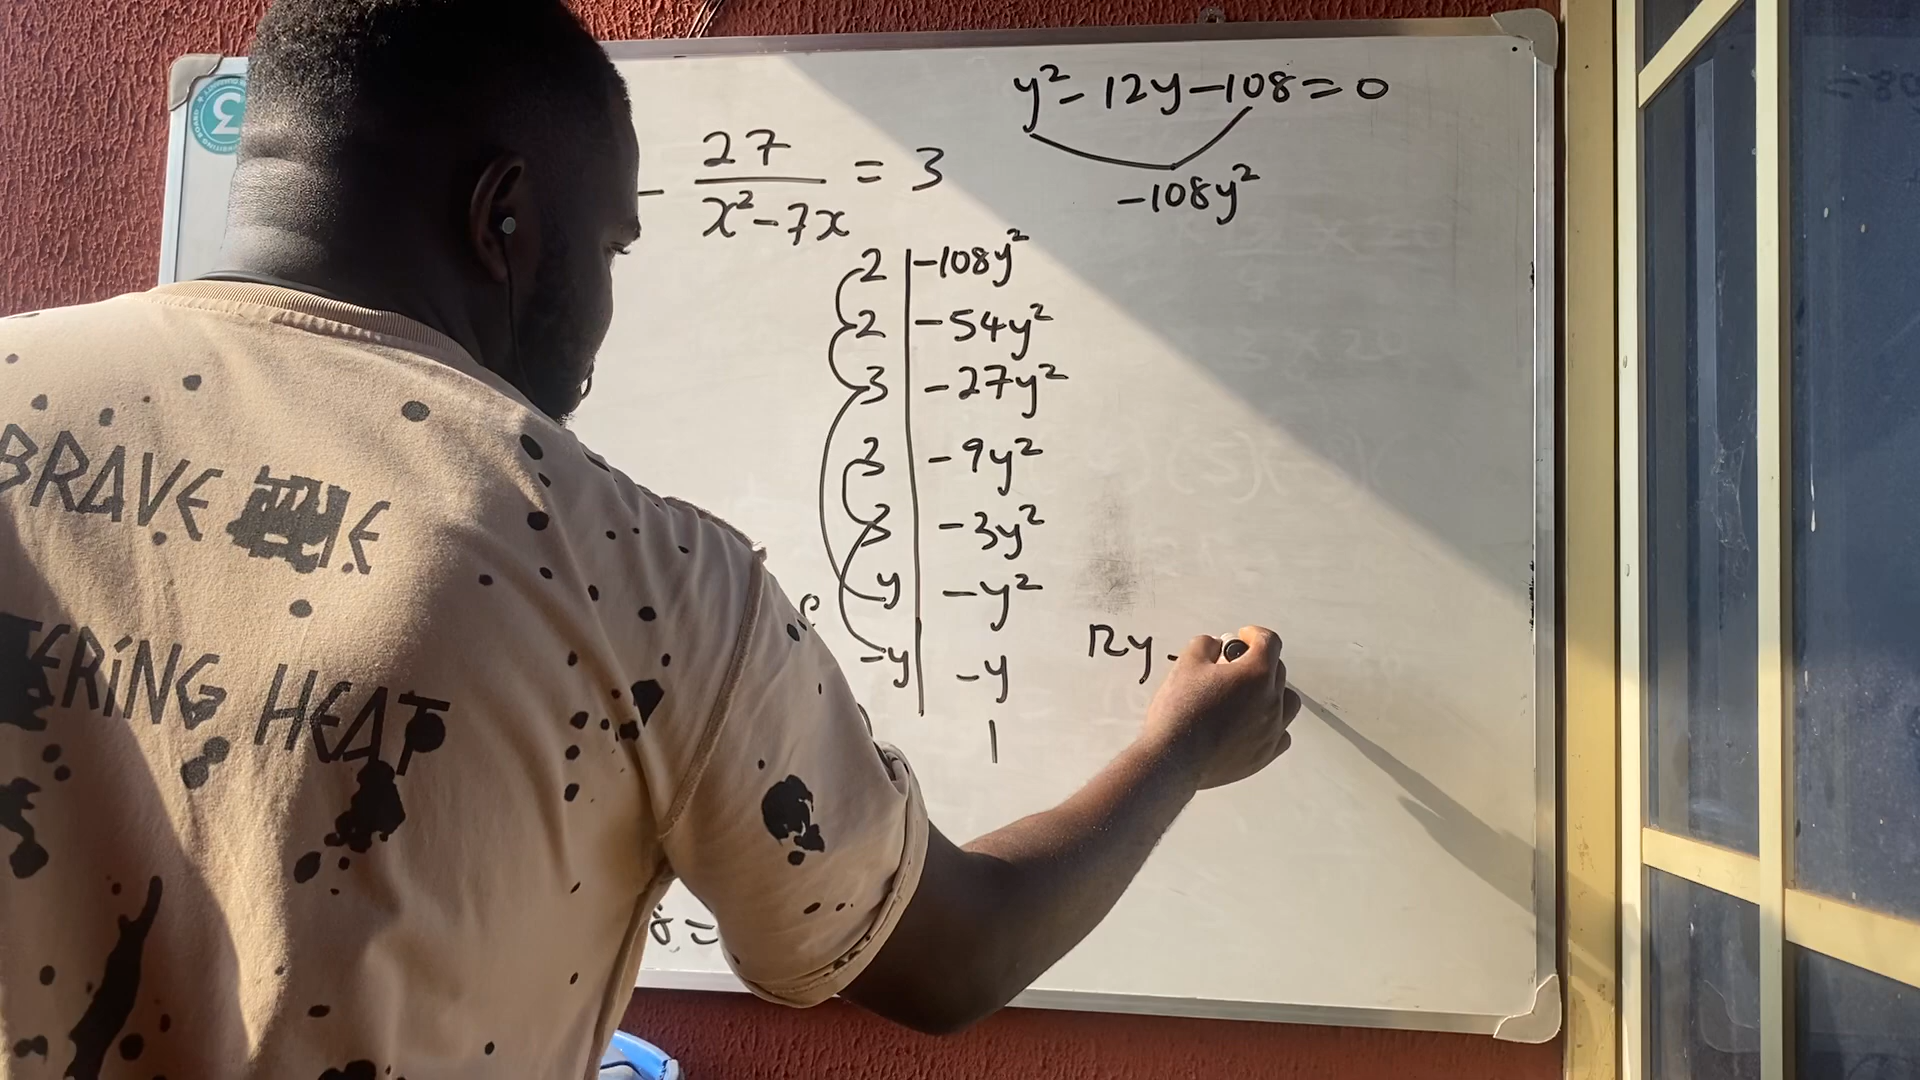 y² - 12y - 108 = 0
-108y²
- 27/(x² - 7x) = 3
2 | -108y²
2 | -54y²
3 | -27y²
3 | -9y²
3 | -3y²
y | -y²
-y | -y
1
12y -
8 =
BRAVE
HEAT